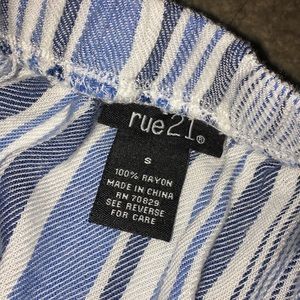 rue21®
S
100% RAYON
MADE IN CHINA
RN 70829
SEE REVERSE
FOR CARE